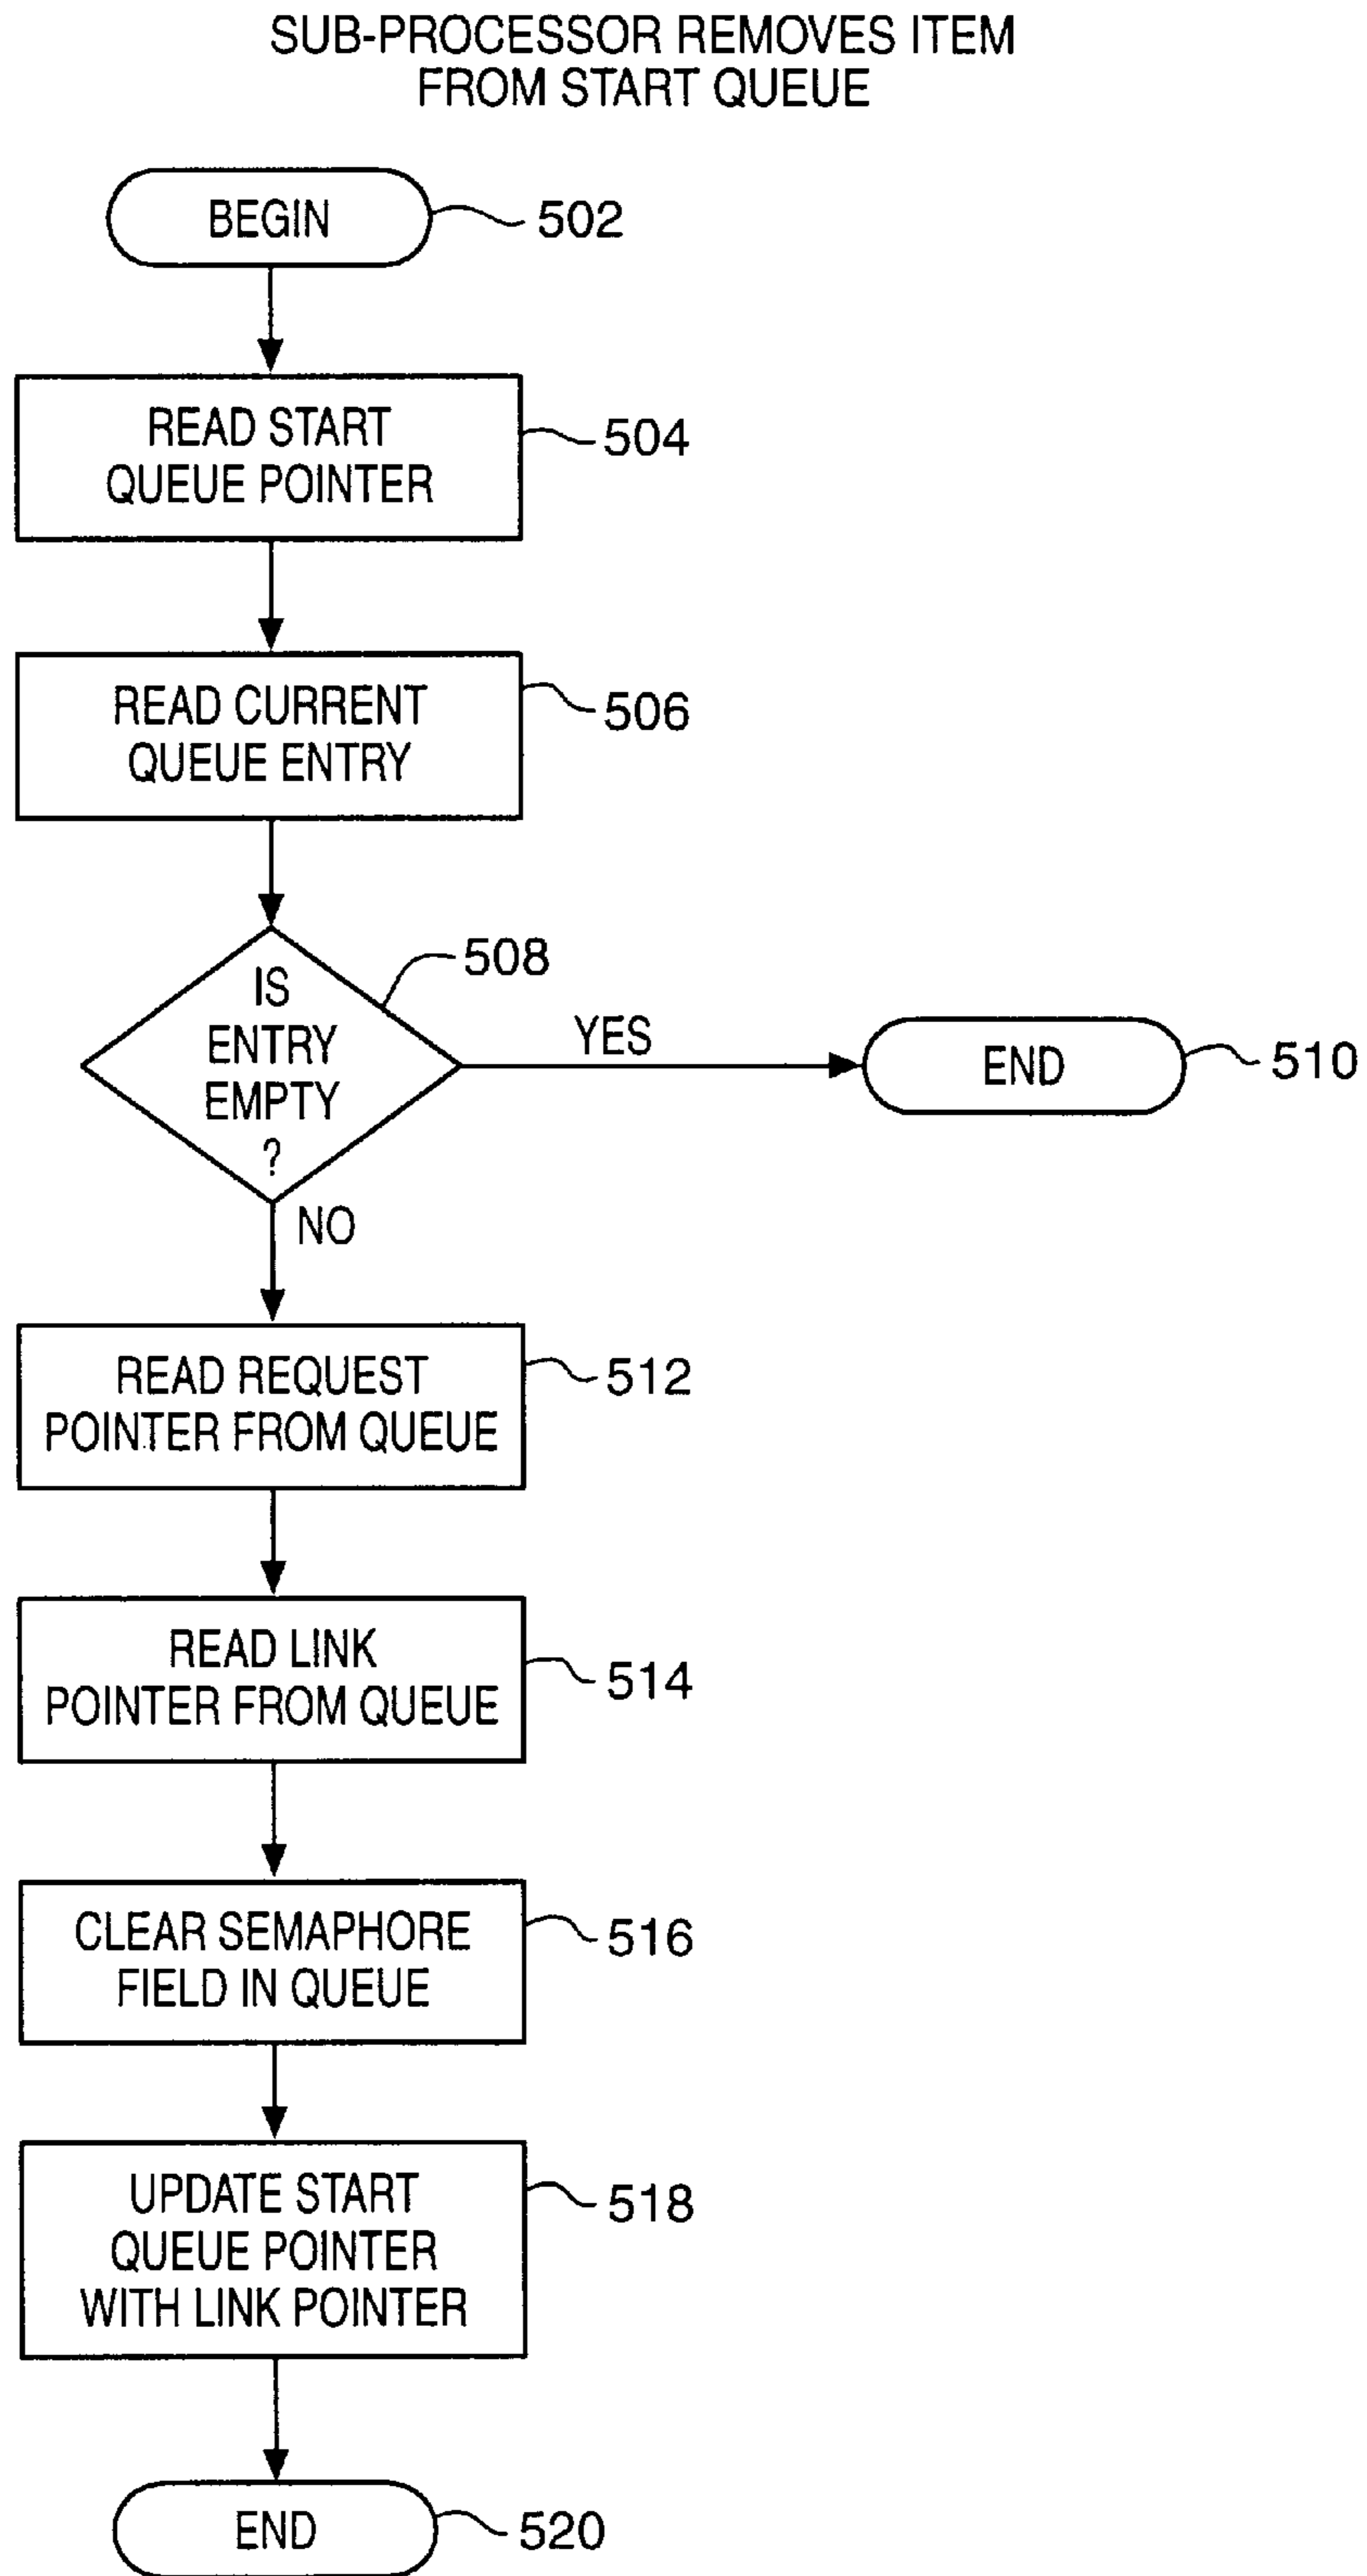 SUB-PROCESSOR REMOVES ITEM
FROM START QUEUE
BEGIN
502
READ START
QUEUE POINTER
504
READ CURRENT
QUEUE ENTRY
506
IS
ENTRY
EMPTY
?
508
YES
END
510
NO
READ REQUEST
POINTER FROM QUEUE
512
READ LINK
POINTER FROM QUEUE
514
CLEAR SEMAPHORE
FIELD IN QUEUE
516
UPDATE START
QUEUE POINTER
WITH LINK POINTER
518
END
520